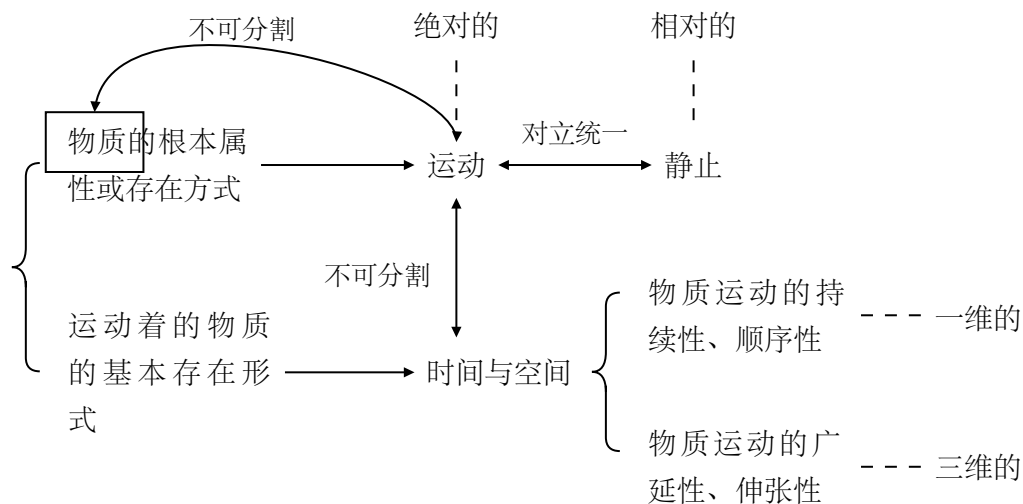 不可分割
绝对的
相对的
物质的根本属
性或存在方式
运动
对立统一
静止
不可分割
运动着的物质
的基本存在形
式
时间与空间
物质运动的持
续性、顺序性
一维的
物质运动的广
延性、伸张性
三维的